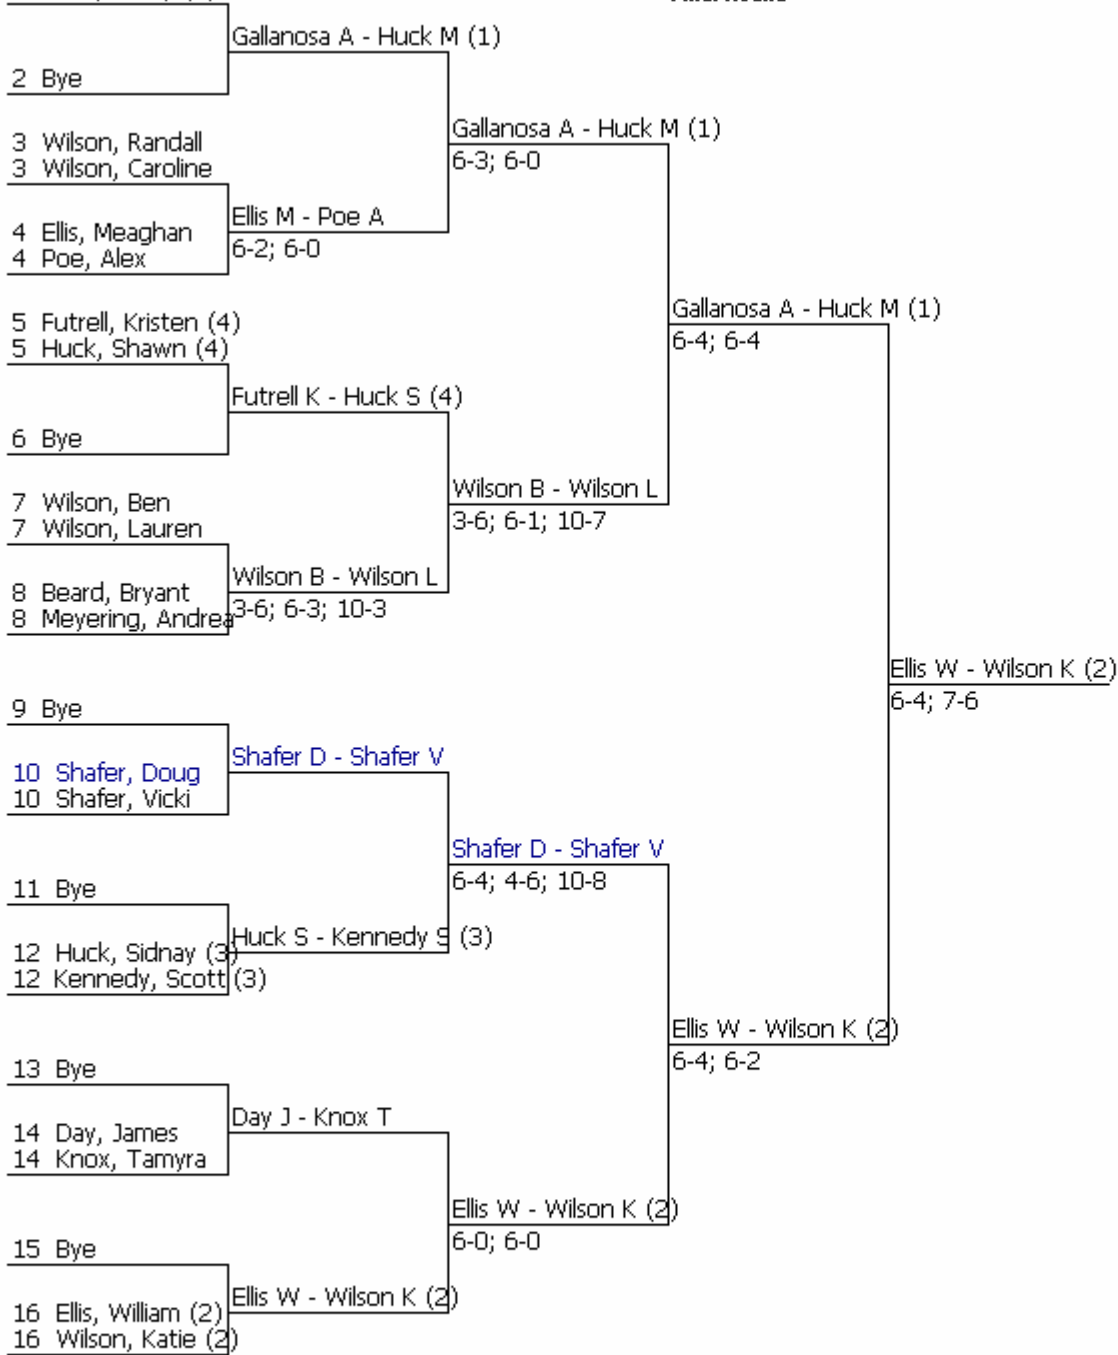 Gallanosa A - Huck M (1)
2 Bye
3 Wilson, Randall
3 Wilson, Caroline
Gallanosa A - Huck M (1)
6-3; 6-0
Ellis M - Poe A
6-2; 6-0
4 Ellis, Meaghan
4 Poe, Alex
Gallanosa A - Huck M (1)
6-4; 6-4
5 Futrell, Kristen (4)
5 Huck, Shawn (4)
Futrell K - Huck S (4)
6 Bye
7 Wilson, Ben
7 Wilson, Lauren
Wilson B - Wilson L
3-6; 6-1; 10-7
Wilson B - Wilson L
3-6; 6-3; 10-3
8 Beard, Bryant
8 Meyering, Andrea
Ellis W - Wilson K (2)
6-4; 7-6
9 Bye
Shafer D - Shafer V
10 Shafer, Doug
10 Shafer, Vicki
Shafer D - Shafer V
6-4; 4-6; 10-8
11 Bye
Huck S - Kennedy S (3)
12 Huck, Sidnay (3)
12 Kennedy, Scott (3)
Ellis W - Wilson K (2)
6-4; 6-2
13 Bye
Day J - Knox T
14 Day, James
14 Knox, Tamyra
Ellis W - Wilson K (2)
6-0; 6-0
15 Bye
Ellis W - Wilson K (2)
16 Ellis, William (2)
16 Wilson, Katie (2)